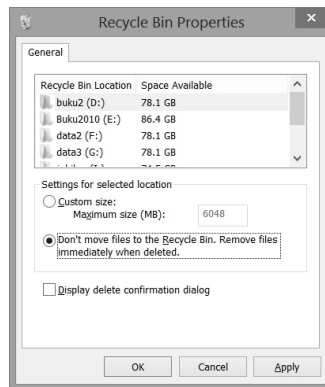 Recycle Bin Properties
General
Recycle Bin Location Space Available
buku2 (D:) 78.1 GB
Buku2010 (E:) 86.4 GB
data2 (F:) 78.1 GB
data3 (G:) 78.1 GB
Settings for selected location
Custom size:
Maximum size (MB): 6048
Don't move files to the Recycle Bin. Remove files
immediately when deleted.
Display delete confirmation dialog
OK Cancel Apply